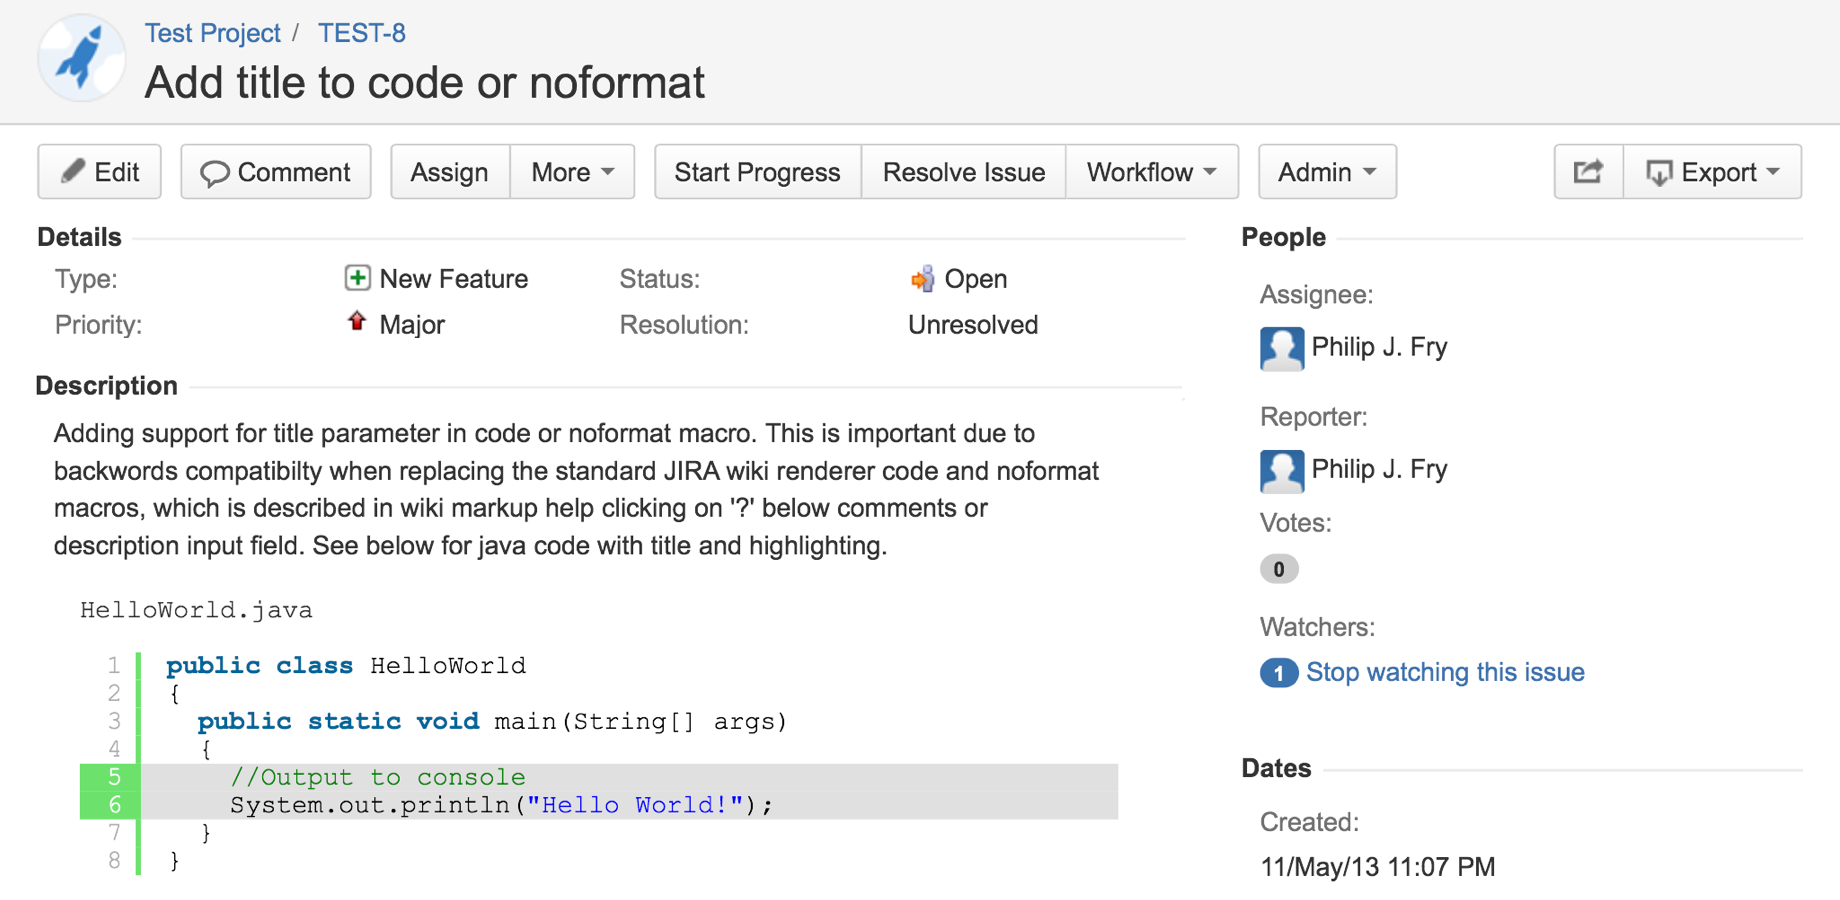 Test Project / TEST-8
Add title to code or noformat
Edit Comment Assign More Start Progress Resolve Issue Workflow Admin Export
Details
Type: New Feature Status: Open
Priority: Major Resolution: Unresolved
Description
Adding support for title parameter in code or noformat macro. This is important due to
backwords compatibilty when replacing the standard JIRA wiki renderer code and noformat
macros, which is described in wiki markup help clicking on '?' below comments or
description input field. See below for java code with title and highlighting.
HelloWorld.java
1 public class HelloWorld
2 {
3 public static void main(String[] args)
4 {
5 //Output to console
6 System.out.println("Hello World!");
7 }
8 }
People
Assignee:
Philip J. Fry
Reporter:
Philip J. Fry
Votes:
0
Watchers:
1 Stop watching this issue
Dates
Created:
11/May/13 11:07 PM